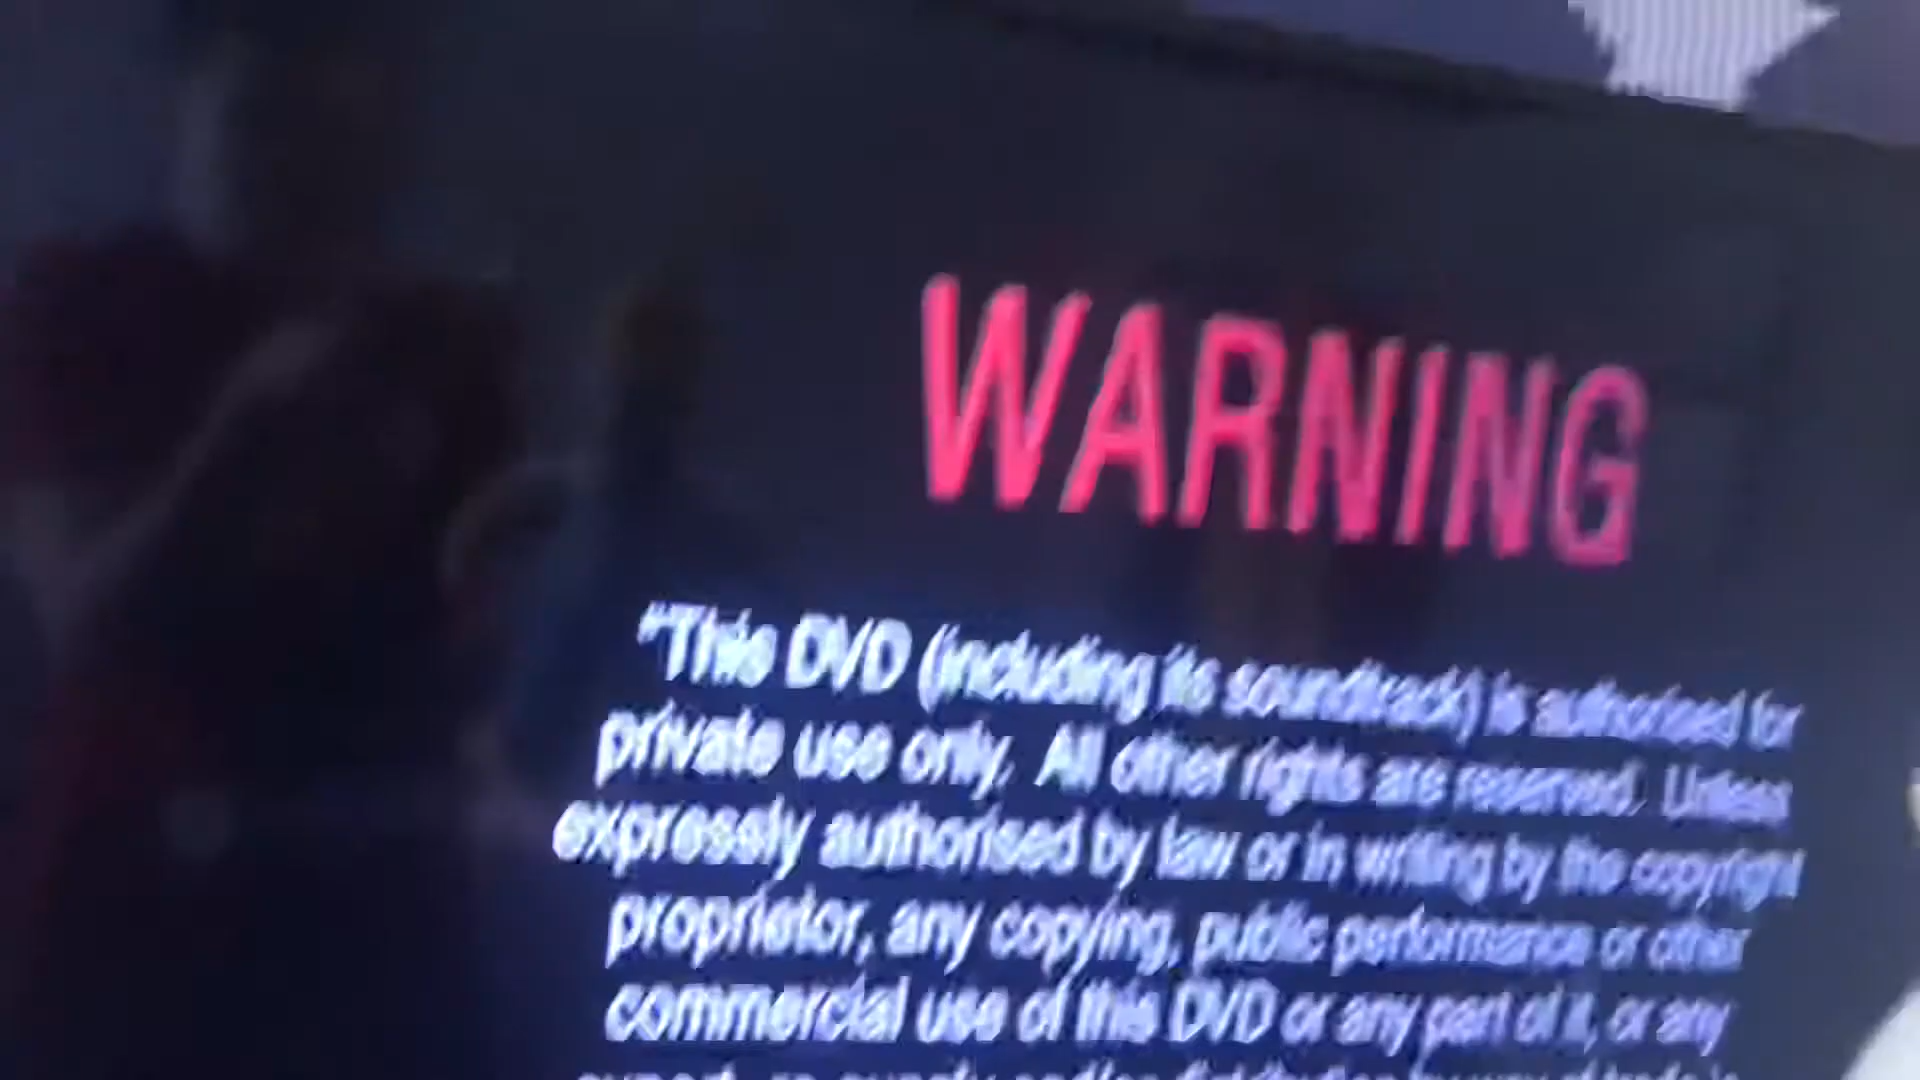 WARNING
"This DVD (including its soundtrack) is authorised for
private use only. All other rights are reserved. Unless
expressly authorised by law or in writing by the copyright
proprietor, any copying, public performance or other
commercial use of this DVD or any part of it, or any